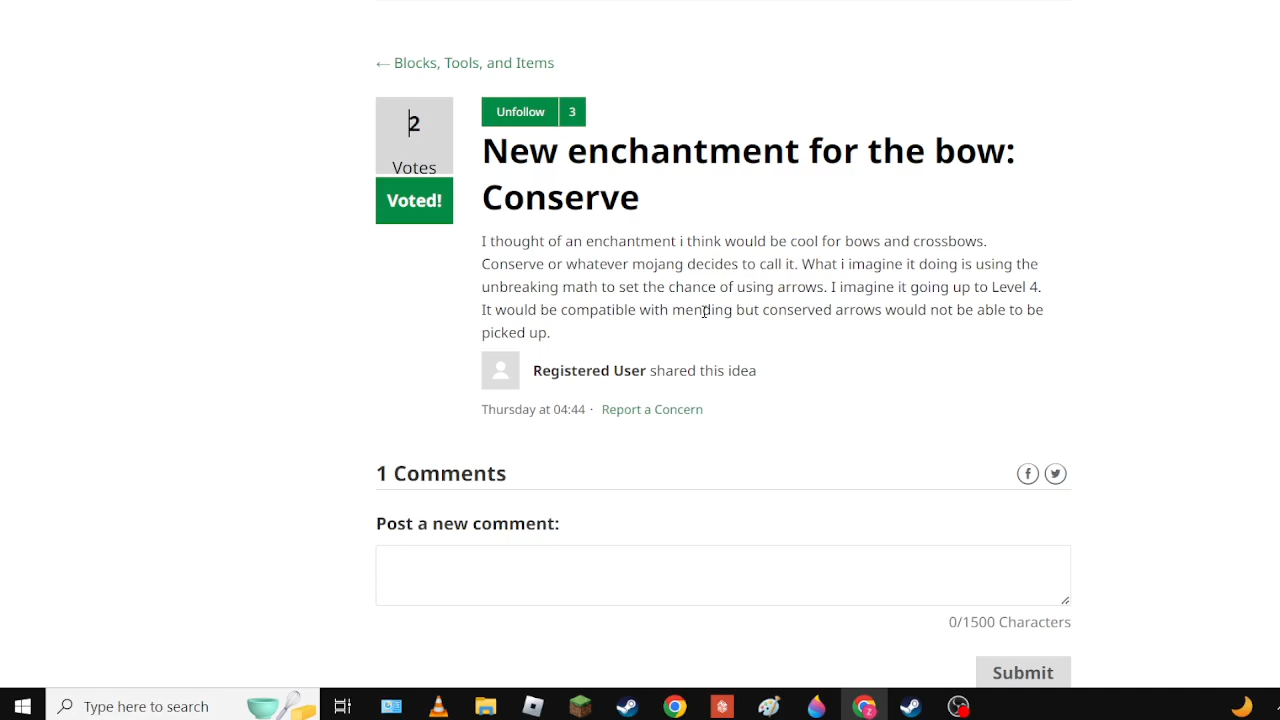 ← Blocks, Tools, and Items
2
Votes
Voted!
Unfollow 3
New enchantment for the bow:
Conserve
I thought of an enchantment i think would be cool for bows and crossbows.
Conserve or whatever mojang decides to call it. What i imagine it doing is using the
unbreaking math to set the chance of using arrows. I imagine it going up to Level 4.
It would be compatible with mending but conserved arrows would not be able to be
picked up.
Registered User shared this idea
Thursday at 04:44 · Report a Concern
1 Comments
Post a new comment:
0/1500 Characters
Submit
Type here to search